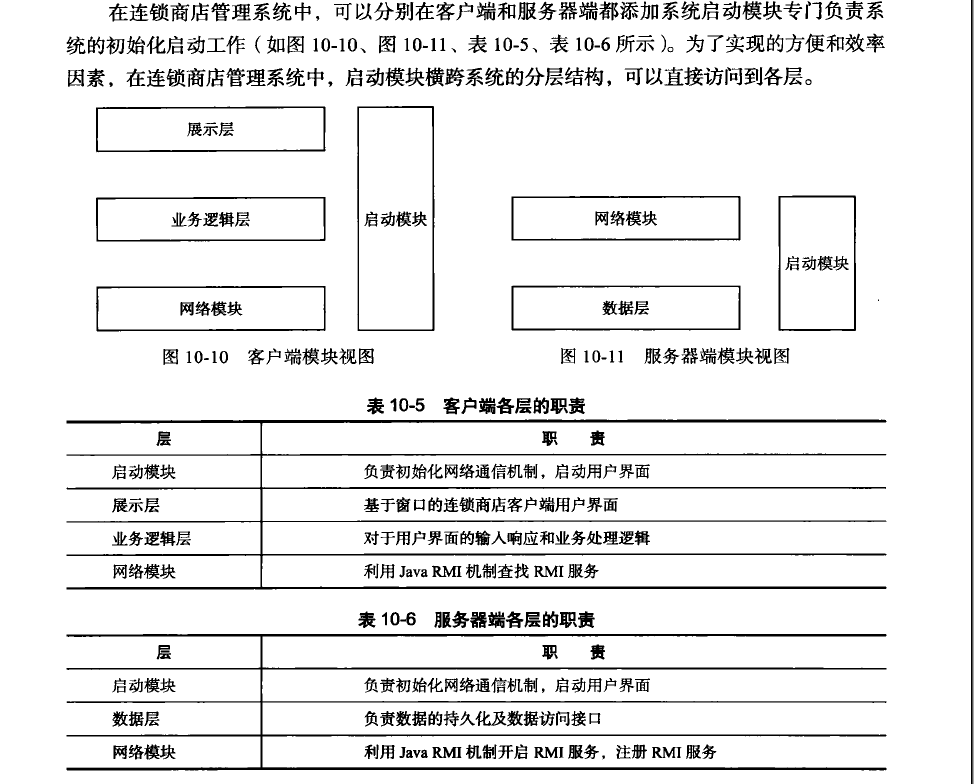 在连锁商店管理系统中，可以分别在客户端和服务器端都添加系统启动模块专门负责系
统的初始化启动工作（如图 10-10、图 10-11、表 10-5、表 10-6 所示）。为了实现的方便和效率
因素，在连锁商店管理系统中，启动模块横跨系统的分层结构，可以直接访问到各层。
展示层
业务逻辑层
网络模块
启动模块
网络模块
数据层
启动模块
图 10-10 客户端模块视图
图 10-11 服务器端模块视图
表 10-5 客户端各层的职责
层 职 责
启动模块 负责初始化网络通信机制，启动用户界面
展示层 基于窗口的连锁商店客户端用户界面
业务逻辑层 对于用户界面的输入响应和业务处理逻辑
网络模块 利用 Java RMI 机制查找 RMI 服务
表 10-6 服务器端各层的职责
层 职 责
启动模块 负责初始化网络通信机制，启动用户界面
数据层 负责数据的持久化及数据访问接口
网络模块 利用 Java RMI 机制开启 RMI 服务，注册 RMI 服务